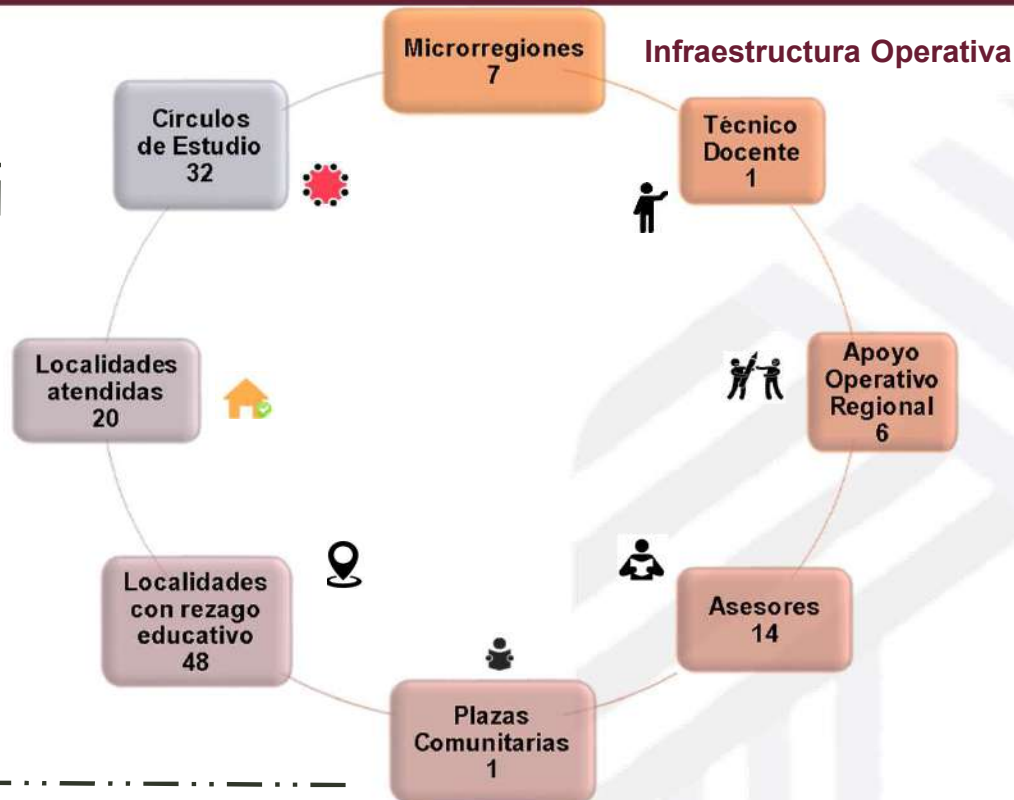 Infraestructura Operativa
Microrregiones
7
Técnico
Docente
1
Apoyo
Operativo
Regional
6
Asesores
14
Plazas
Comunitarias
1
Localidades
con rezago
educativo
48
Localidades
atendidas
20
Círculos
de Estudio
32